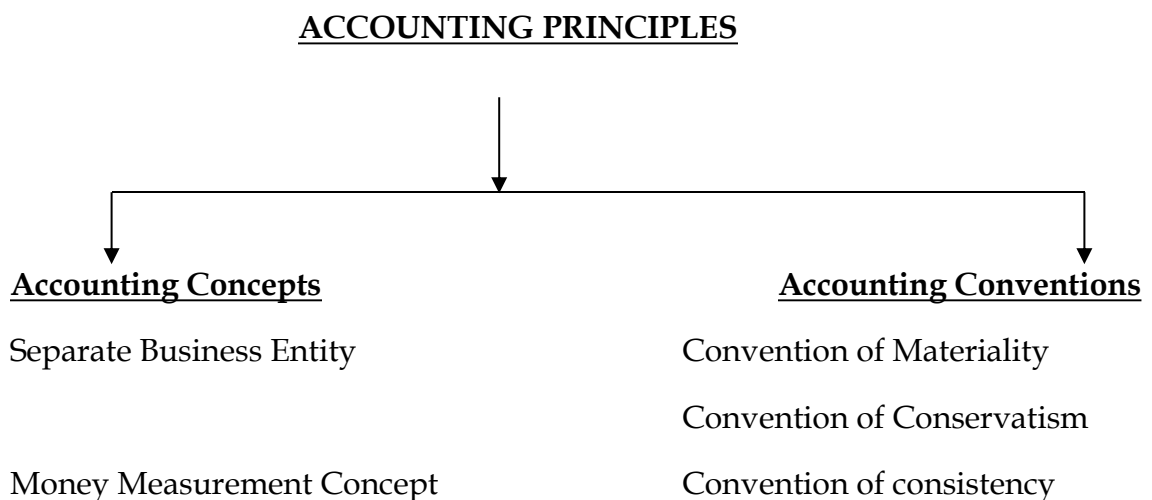 ACCOUNTING PRINCIPLES
Accounting Concepts
Accounting Conventions
Separate Business Entity
Convention of Materiality
Convention of Conservatism
Money Measurement Concept
Convention of consistency